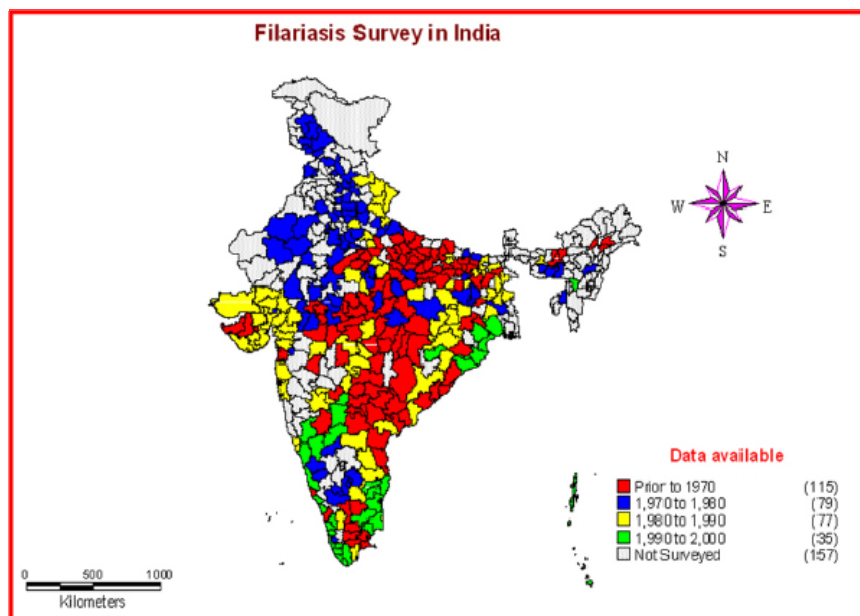 Filariasis Survey in India
N
W E
S
Data available
Prior to 1970 (115)
1,970 to 1,980 (79)
1,980 to 1,990 (77)
1,990 to 2,000 (35)
Not Surveyed (157)
0 500 1000
Kilometers